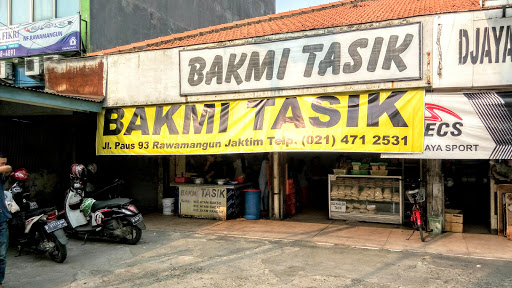 FIKRI
RAWAMANGUN
BAKMI TASIK
DJAYA
BAKMI TASIK
Jl. Paus 93 Rawamangun Jaktim Telp. (021) 471 2531
ECS
JAYA SPORT
TASIK